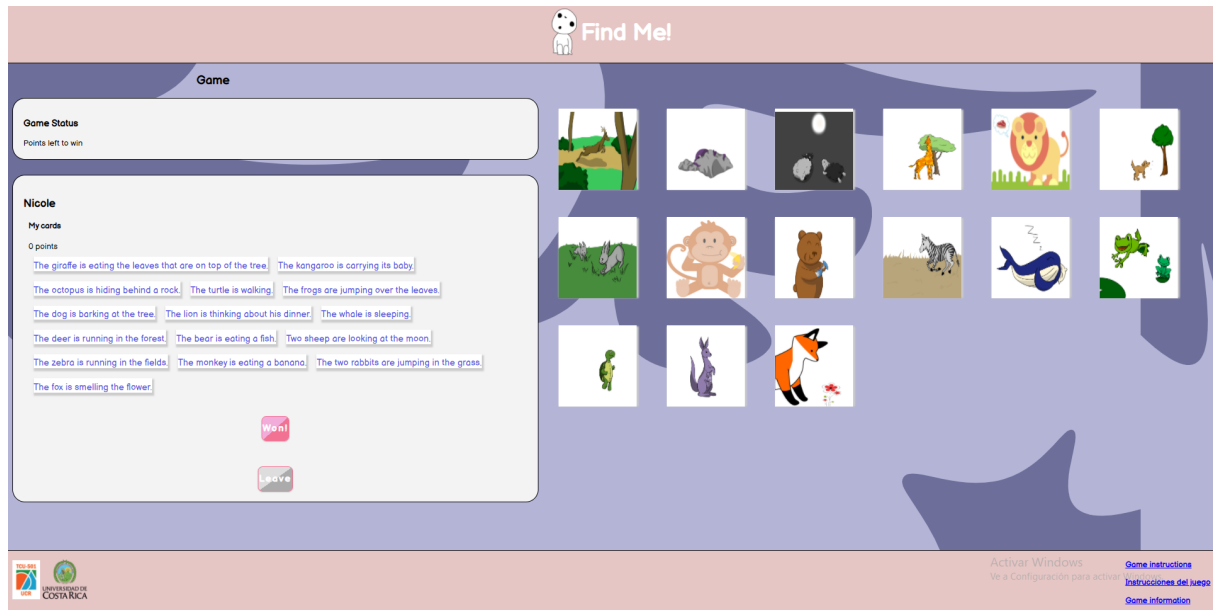 Find Me!
Game
Game Status
Points left to win
Nicole
My cards
0 points
The giraffe is eating the leaves that are on top of the tree. The kangaroo is carrying its baby.
The octopus is hiding behind a rock. The turtle is walking. The frogs are jumping over the leaves.
The dog is barking at the tree. The lion is thinking about his dinner. The whale is sleeping.
The deer is running in the forest. The bear is eating a fish. Two sheep are looking at the moon.
The zebra is running in the fields. The monkey is eating a banana. The two rabbits are jumping in the grass.
The fox is smelling the flower.
Won!
Leave
Z Z Z
TCU-501
UCR
UNIVERSIDAD DE
COSTA RICA
Activar Windows
Ve a Configuración para activar Windows.
Game instructions
Instrucciones del juego
Game information